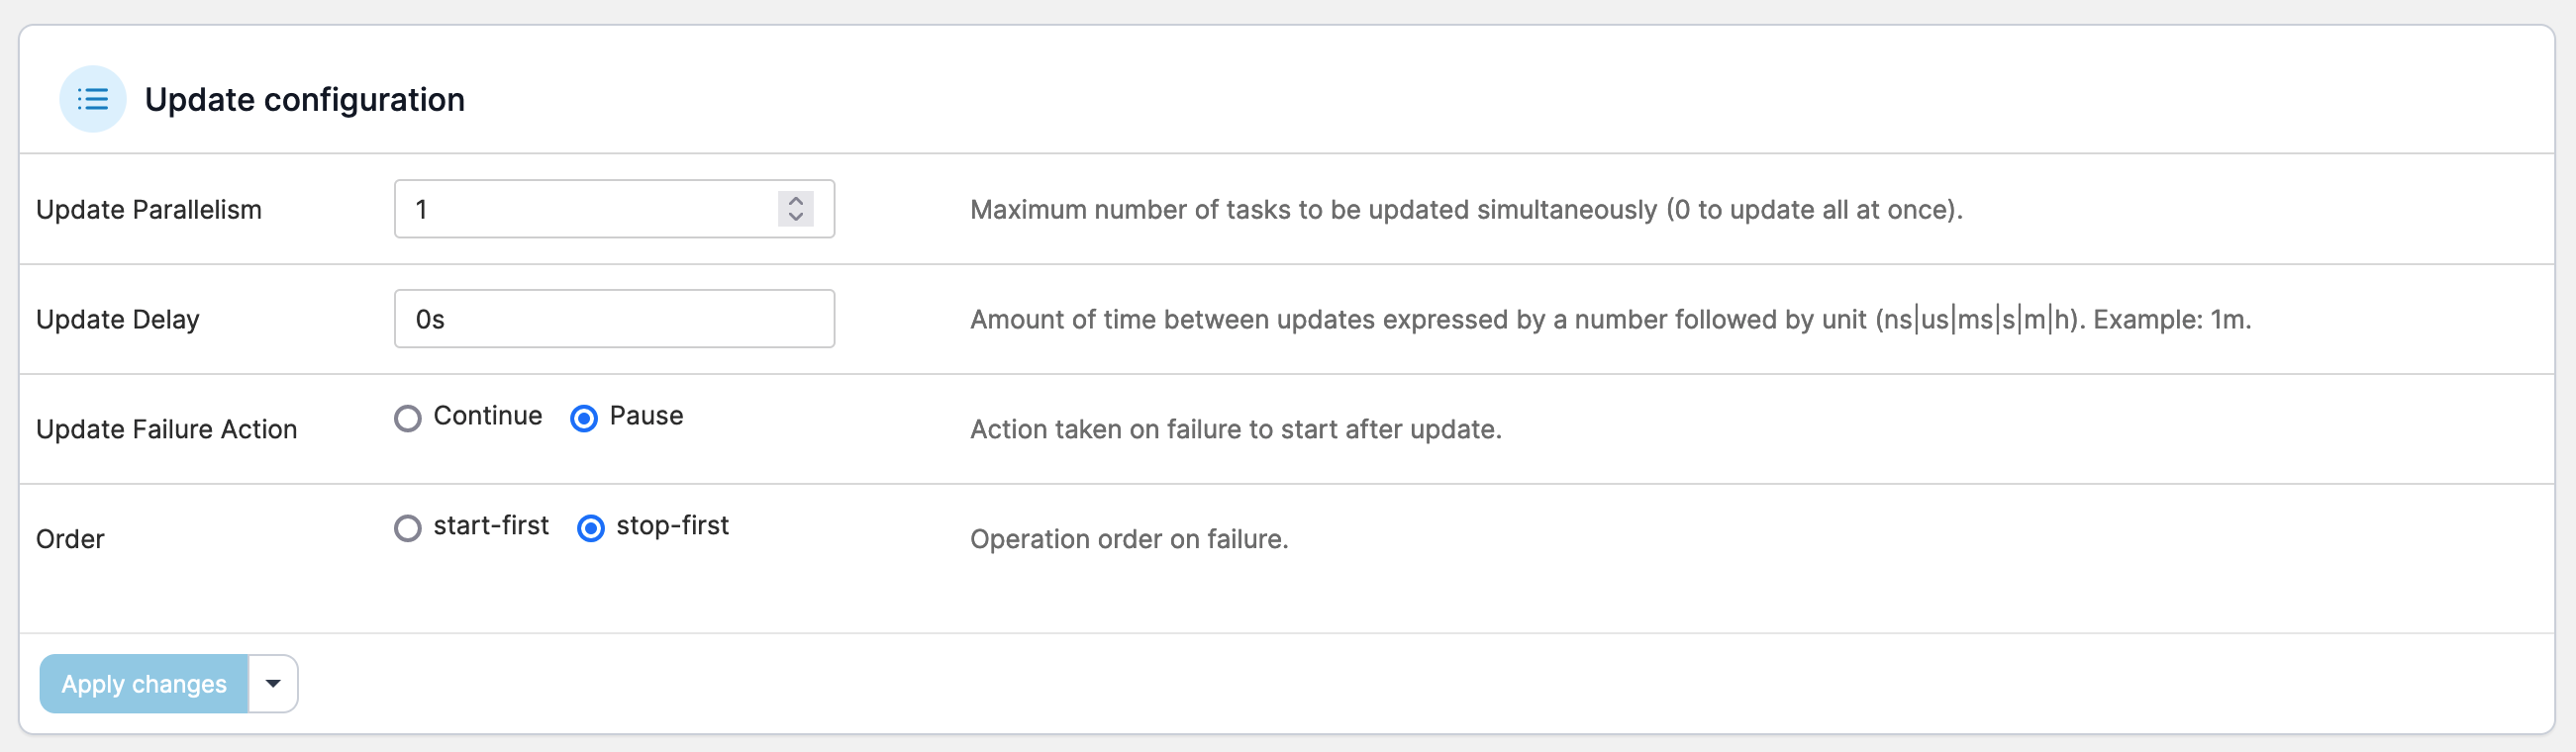 Update configuration
Update Parallelism 1 Maximum number of tasks to be updated simultaneously (0 to update all at once).
Update Delay 0s Amount of time between updates expressed by a number followed by unit (ns|us|ms|s|m|h). Example: 1m.
Update Failure Action Continue Pause Action taken on failure to start after update.
Order start-first stop-first Operation order on failure.
Apply changes